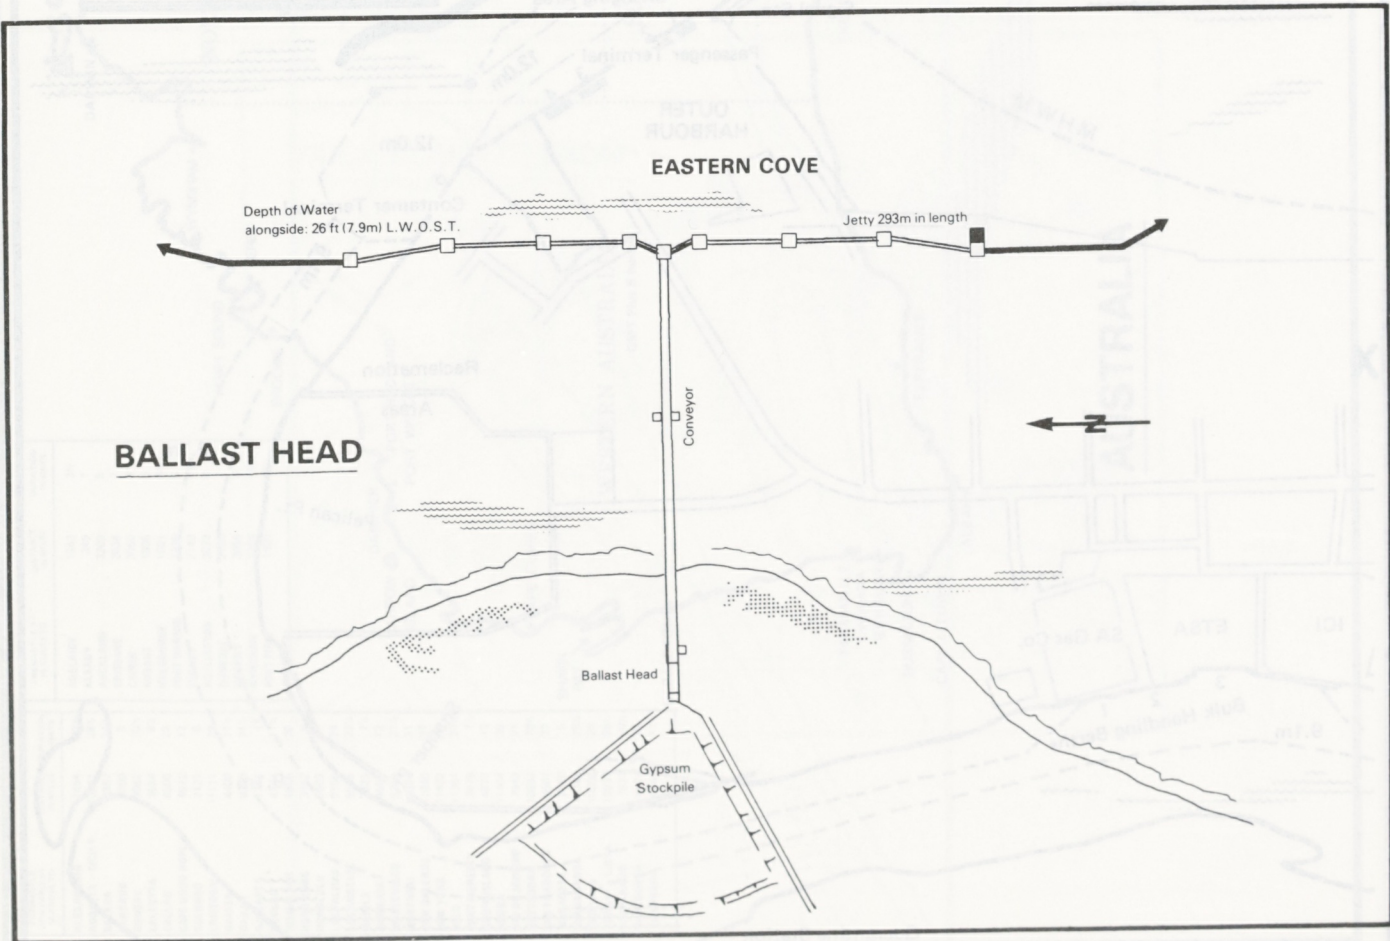 EASTERN COVE
Depth of Water
alongside: 26 ft (7.9m) L.W.O.S.T.
Jetty 293m in length
Conveyor
N
BALLAST HEAD
Ballast Head
Gypsum
Stockpile